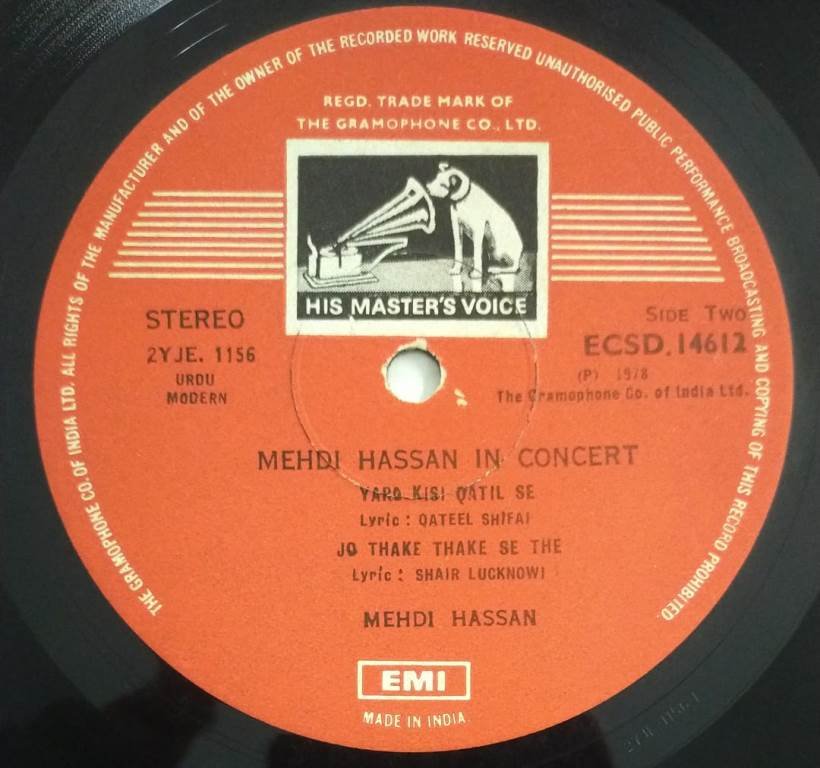 THE GRAMOPHONE CO. OF INDIA LTD. ALL RIGHTS OF THE MANUFACTURER AND OF THE OWNER OF THE RECORDED WORK RESERVED UNAUTHORISED PUBLIC PERFORMANCE BROADCASTING AND COPYING OF THIS RECORD PROHIBITED.
REGD. TRADE MARK OF
THE GRAMOPHONE CO., LTD.
HIS MASTER'S VOICE
STEREO
2YJE. 1156
URDU
MODERN
SIDE TWO
ECSD. 14612
(P) 1978
The Gramophone Co. of India Ltd.
MEHDI HASSAN IN CONCERT
YARO KISI QATIL SE
Lyric : QATEEL SHIFAI
JO THAKE THAKE SE THE
Lyric : SHAIR LUCKNOWI
MEHDI HASSAN
EMI
MADE IN INDIA